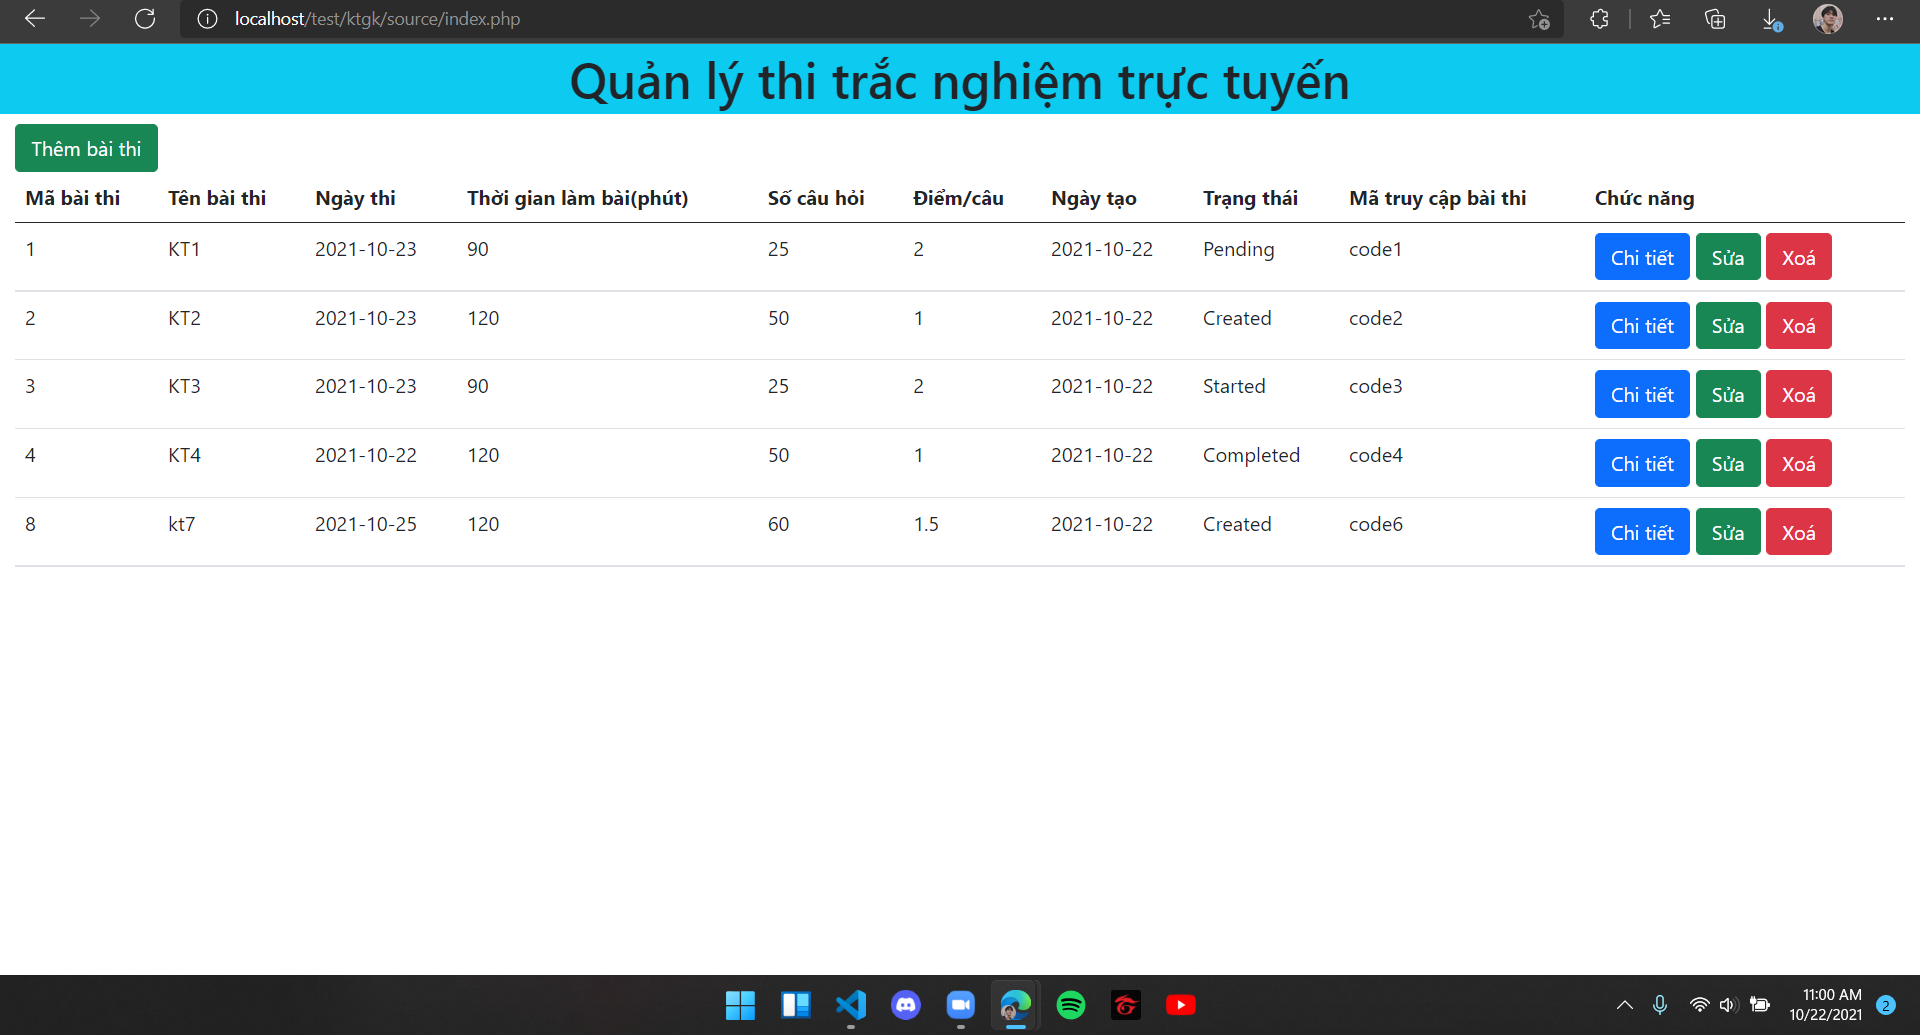 localhost/test/ktgk/source/index.php
Quản lý thi trắc nghiệm trực tuyến
Thêm bài thi
Mã bài thi Tên bài thi Ngày thi Thời gian làm bài(phút) Số câu hỏi Điểm/câu Ngày tạo Trạng thái Mã truy cập bài thi Chức năng
1 KT1 2021-10-23 90 25 2 2021-10-22 Pending code1 Chi tiết Sửa Xoá
2 KT2 2021-10-23 120 50 1 2021-10-22 Created code2 Chi tiết Sửa Xoá
3 KT3 2021-10-23 90 25 2 2021-10-22 Started code3 Chi tiết Sửa Xoá
4 KT4 2021-10-22 120 50 1 2021-10-22 Completed code4 Chi tiết Sửa Xoá
8 kt7 2021-10-25 120 60 1.5 2021-10-22 Created code6 Chi tiết Sửa Xoá
11:00 AM
10/22/2021
2